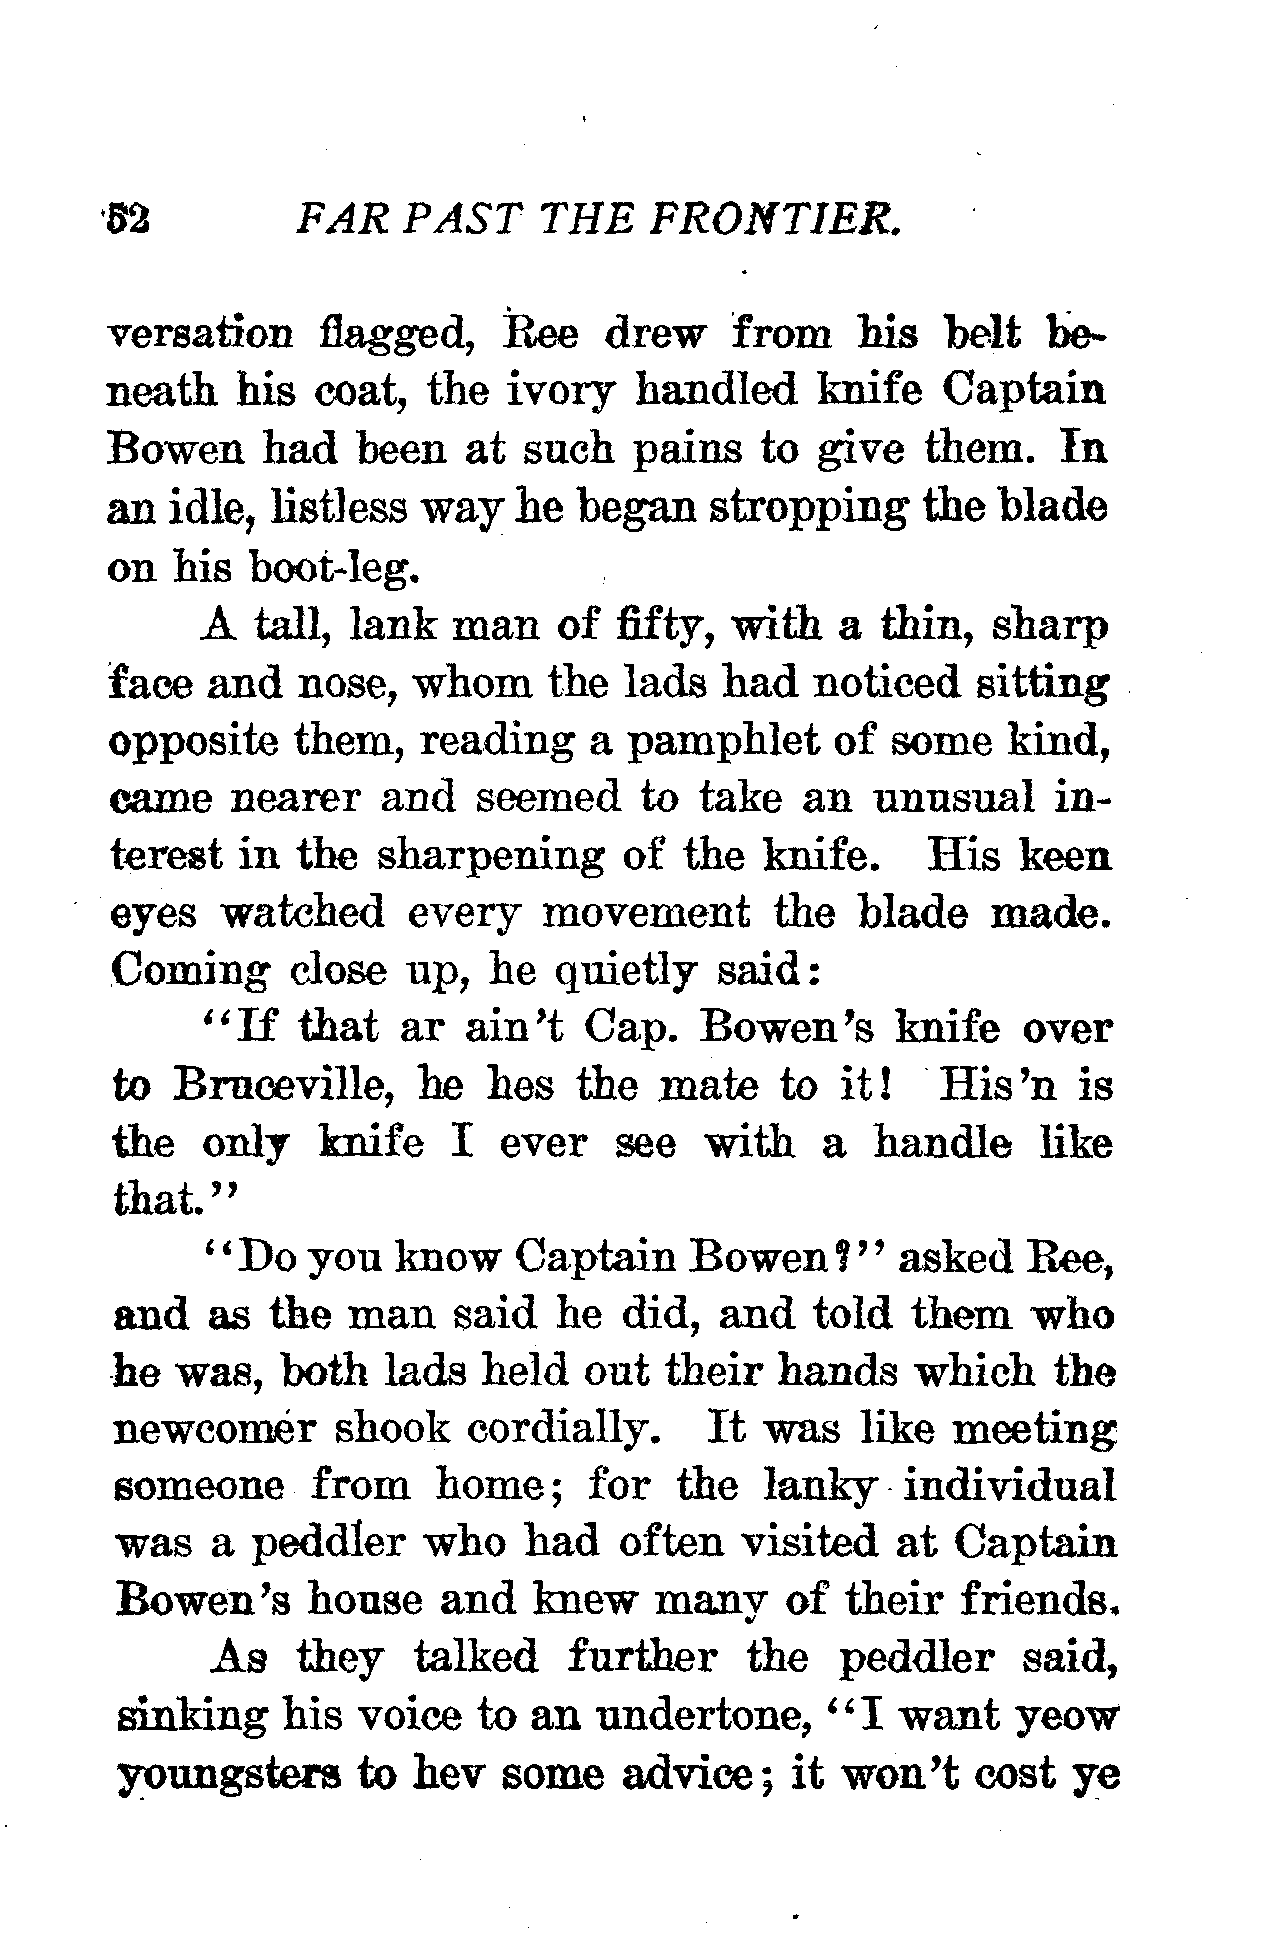 52 FAR PAST THE FRONTIER.
versation flagged, Ree drew from his belt be-
neath his coat, the ivory handled knife Captain
Bowen had been at such pains to give them. In
an idle, listless way he began stropping the blade
on his boot-leg.
A tall, lank man of fifty, with a thin, sharp
face and nose, whom the lads had noticed sitting
opposite them, reading a pamphlet of some kind,
came nearer and seemed to take an unusual in-
terest in the sharpening of the knife. His keen
eyes watched every movement the blade made.
Coming close up, he quietly said:
"If that ar ain't Cap. Bowen's knife over
to Bruceville, he hes the mate to it! His'n is
the only knife I ever see with a handle like
that."
"Do you know Captain Bowen?" asked Ree,
and as the man said he did, and told them who
he was, both lads held out their hands which the
newcomer shook cordially. It was like meeting
someone from home; for the lanky individual
was a peddler who had often visited at Captain
Bowen's house and knew many of their friends.
As they talked further the peddler said,
sinking his voice to an undertone, "I want yeow
youngsters to hev some advice; it won't cost ye